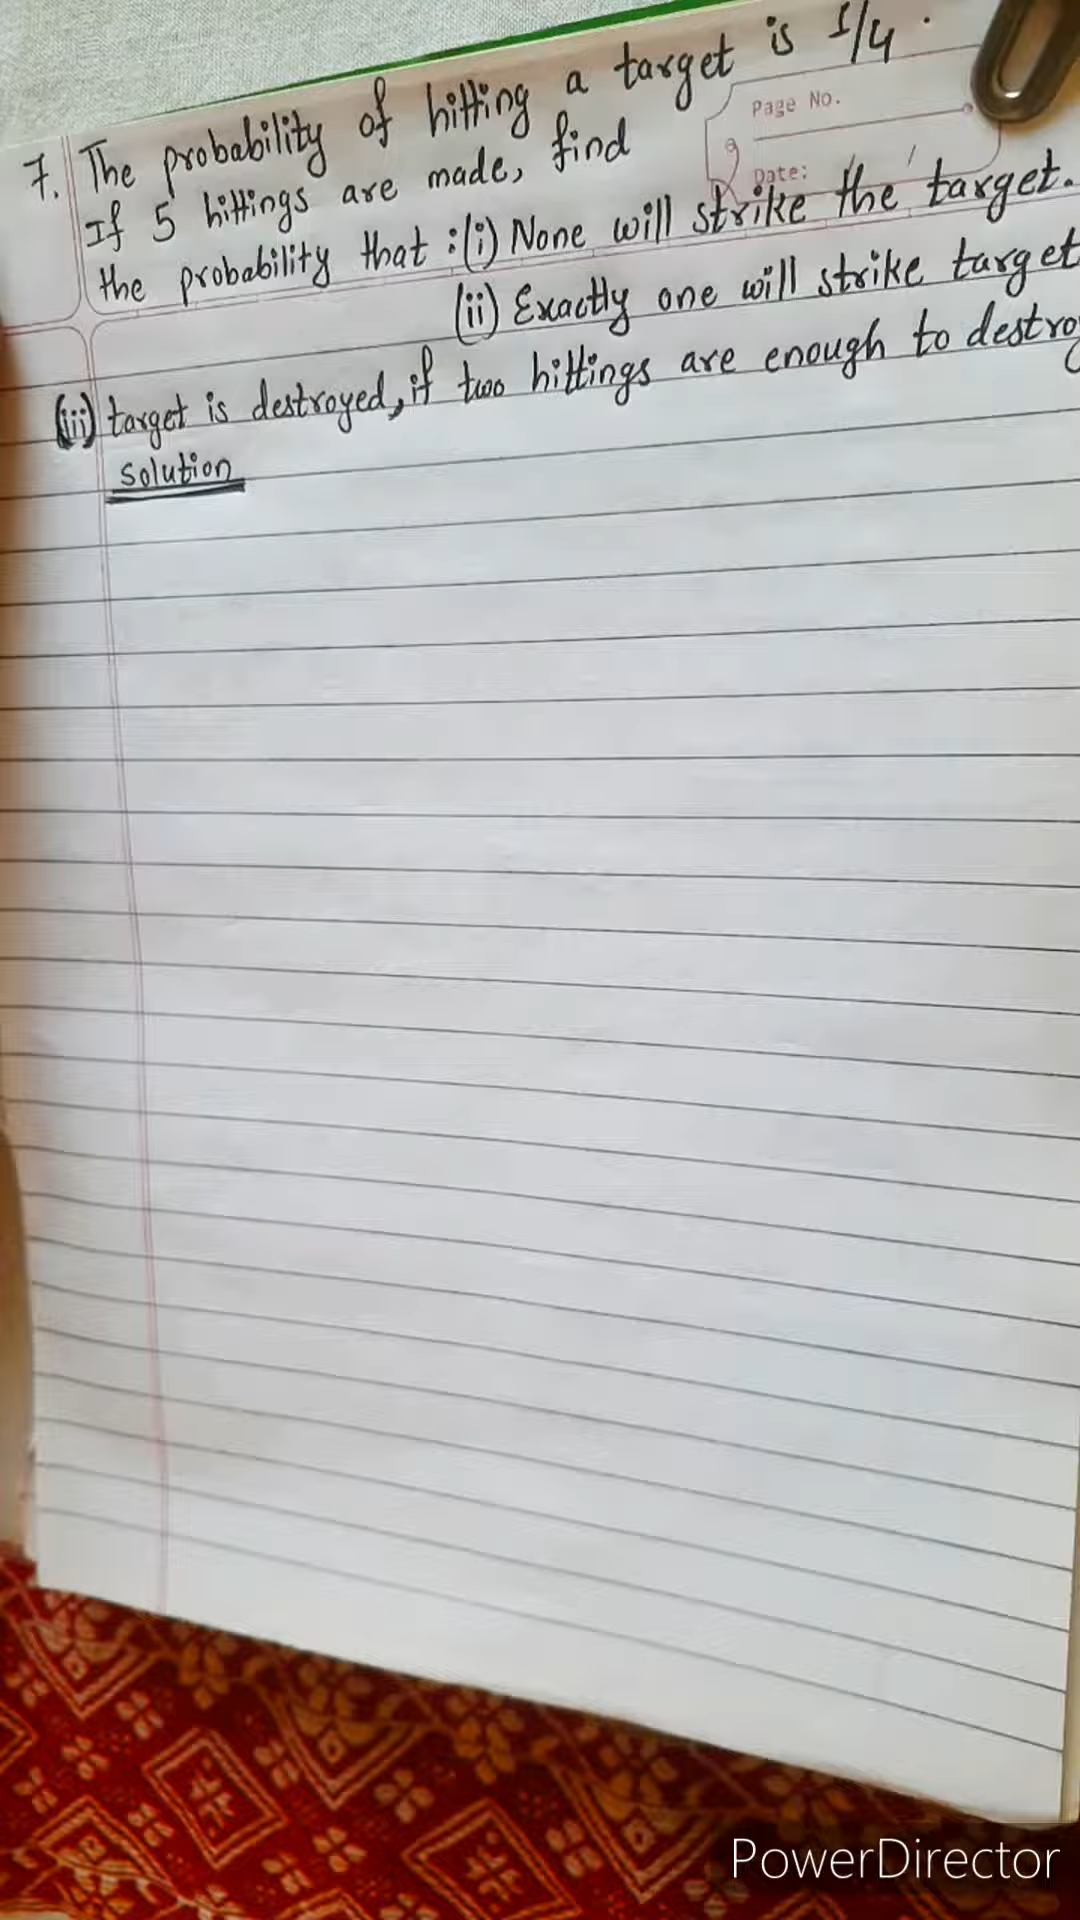 7. The probability of hitting a target is 1/4.
Page No.
If 5 hittings are made, find
Date:
the probability that :(i) None will strike the target.
(ii) Exactly one will strike target
(iii) target is destroyed, if two hittings are enough to
solution
PowerDirector